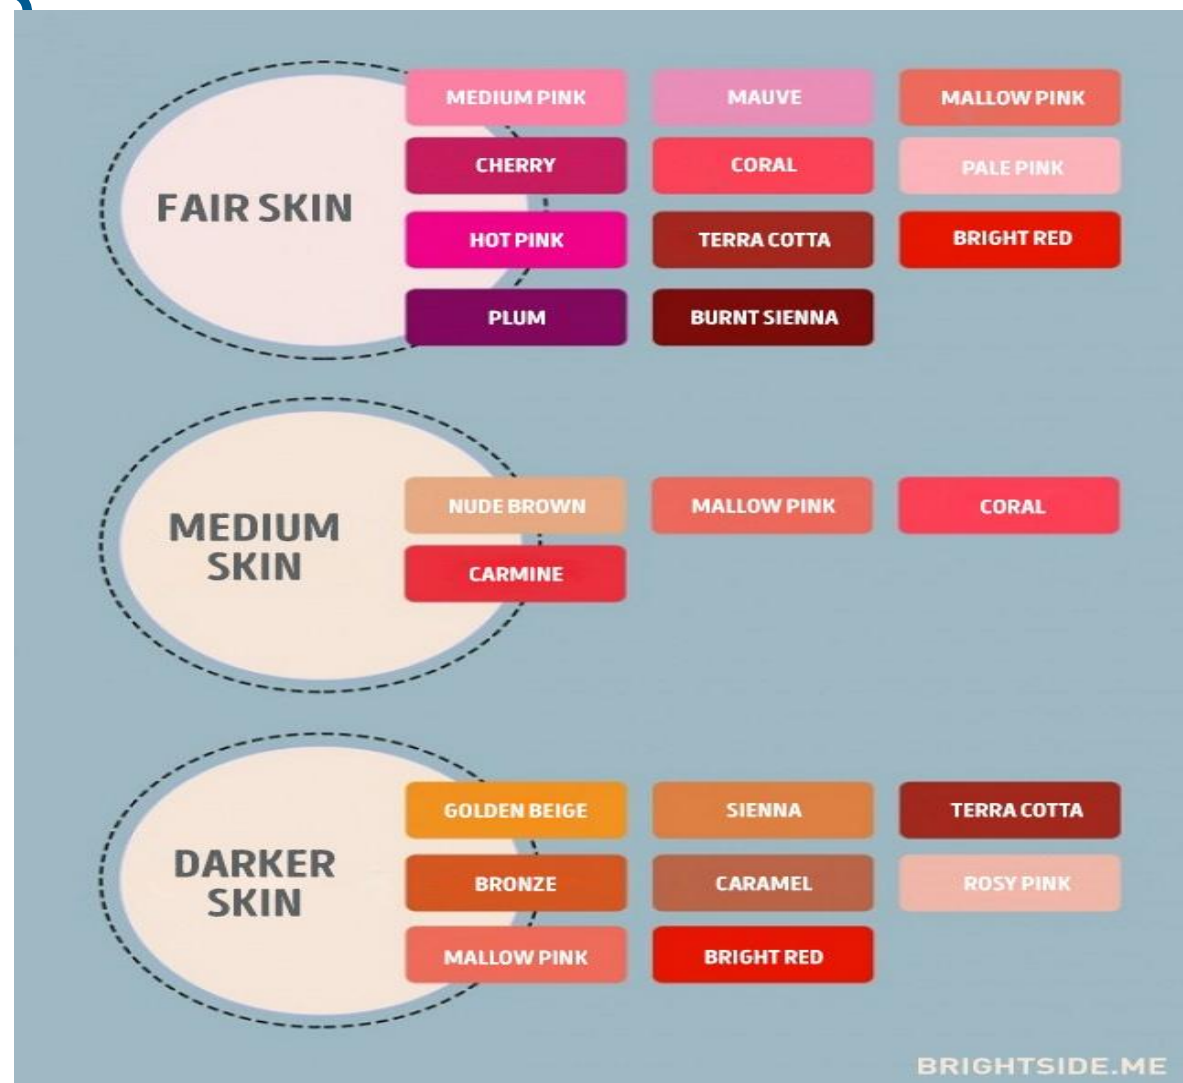 MEDIUM PINK
MAUVE
MALLOW PINK
CHERRY
CORAL
PALE PINK
FAIR SKIN
HOT PINK
TERRA COTTA
BRIGHT RED
PLUM
BURNT SIENNA
MEDIUM
SKIN
NUDE BROWN
MALLOW PINK
CORAL
CARMINE
DARKER
SKIN
GOLDEN BEIGE
SIENNA
TERRA COTTA
BRONZE
CARAMEL
ROSY PINK
MALLOW PINK
BRIGHT RED
BRIGHTSIDE.ME